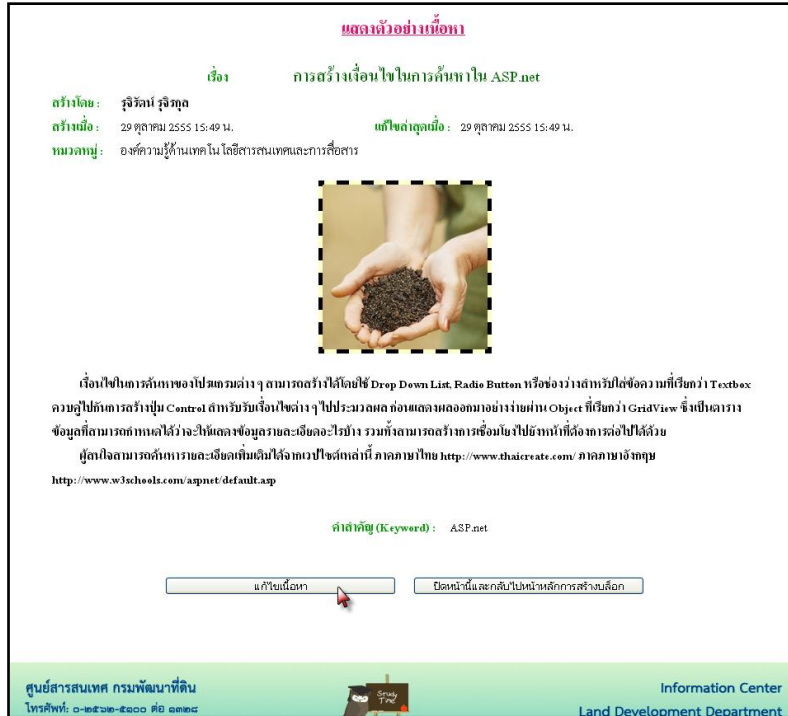 แสดงตัวอย่างเนื้อหา
เรื่อง การสร้างเงื่อนไขในการค้นหาใน ASP.net
สร้างโดย : รุจิรัตน์ รุจิรกุล
สร้างเมื่อ : 29 ตุลาคม 2555 15:49 น. แก้ไขล่าสุดเมื่อ : 29 ตุลาคม 2555 15:49 น.
หมวดหมู่ : องค์ความรู้ด้านเทคโนโลยีสารสนเทศและการสื่อสาร
เงื่อนไขในการค้นหาของโปรแกรมต่าง ๆ สามารถสร้างได้โดยใช้ Drop Down List, Radio Button หรือช่องว่างสำหรับใส่ข้อความที่เรียกว่า Textbox
ควบคู่ไปกับการสร้างปุ่ม Control สำหรับรับเงื่อนไขต่าง ๆ ไปประมวลผล ก่อนแสดงผลออกมาอย่างง่ายผ่าน Object ที่เรียกว่า GridView ซึ่งเป็นตาราง
ข้อมูลที่สามารถกำหนดได้ว่าจะให้แสดงข้อมูลรายละเอียดอะไรบ้าง รวมทั้งสามารถสร้างการเชื่อมโยงไปยังหน้าที่ต้องการต่อไปได้ด้วย
ผู้สนใจสามารถค้นหารายละเอียดเพิ่มเติมได้จากเวปไซต์เหล่านี้ ภาคภาษาไทย http://www.thaicreate.com/ ภาคภาษาอังกฤษ
http://www.w3schools.com/aspnet/default.asp
คำสำคัญ (Keyword) : ASP.net
แก้ไขเนื้อหา ปิดหน้านี้และกลับไปหน้าหลักการสร้างบล็อก
ศูนย์สารสนเทศ กรมพัฒนาที่ดิน Study Time Information Center
โทรศัพท์: ๐-๒๕๖๒-๕๑๐๐ ต่อ ๑๓๒๘ Land Development Department